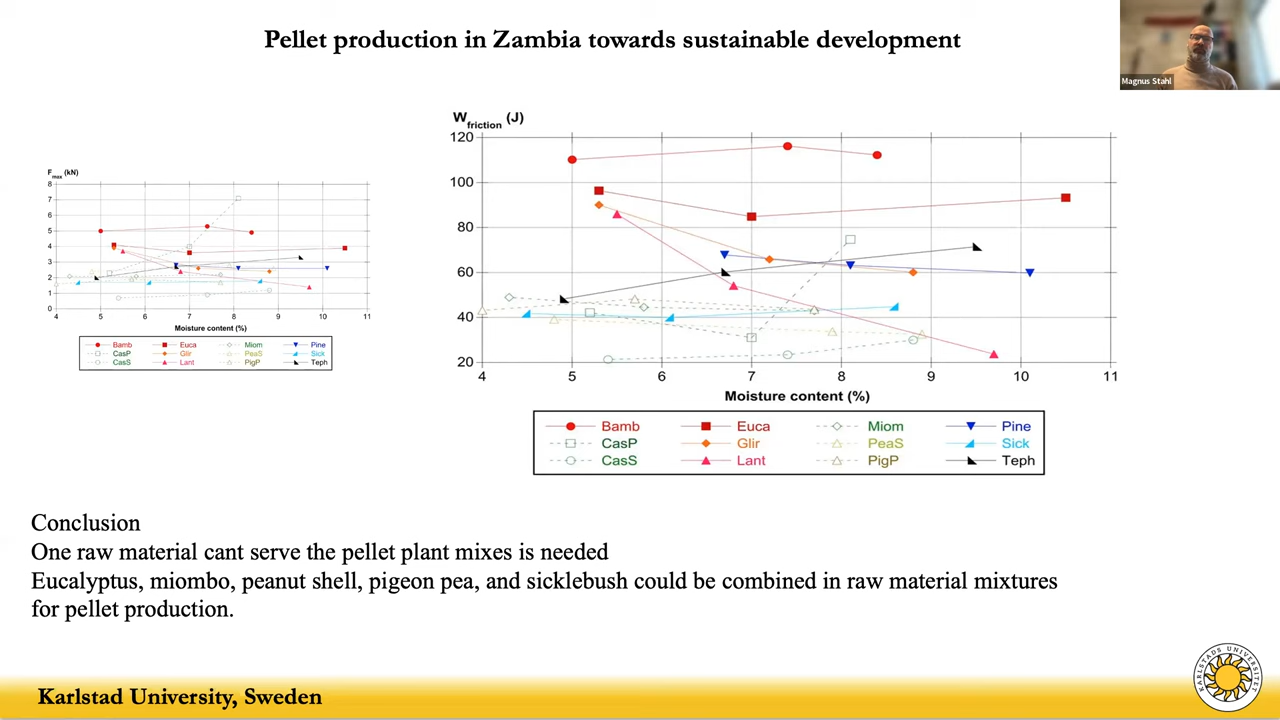 Pellet production in Zambia towards sustainable development
Magnus Stahl
Fmax (kN)
8
7
6
5
4
3
2
1
0
4 5 6 7 8 9 10 11
Moisture content (%)
Bamb Euca Miom Pine
CasP Glir PeaS Sick
CasS Lant PigP Teph
Wfriction (J)
120
100
80
60
40
20
4 5 6 7 8 9 10 11
Moisture content (%)
Bamb Euca Miom Pine
CasP Glir PeaS Sick
CasS Lant PigP Teph
Conclusion
One raw material cant serve the pellet plant mixes is needed
Eucalyptus, miombo, peanut shell, pigeon pea, and sicklebush could be combined in raw material mixtures
for pellet production.
Karlstad University, Sweden
KARLSTADS UNIVERSITET